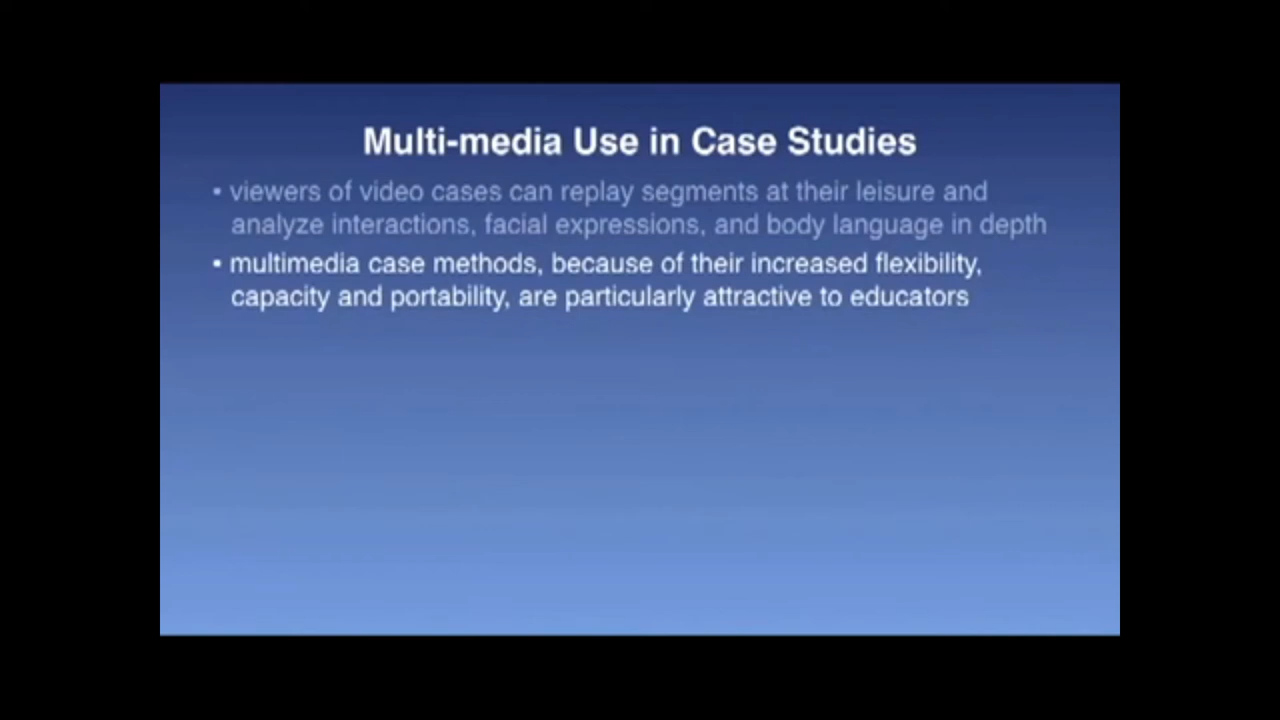 Multi-media Use in Case Studies
• viewers of video cases can replay segments at their leisure and
analyze interactions, facial expressions, and body language in depth
• multimedia case methods, because of their increased flexibility,
capacity and portability, are particularly attractive to educators